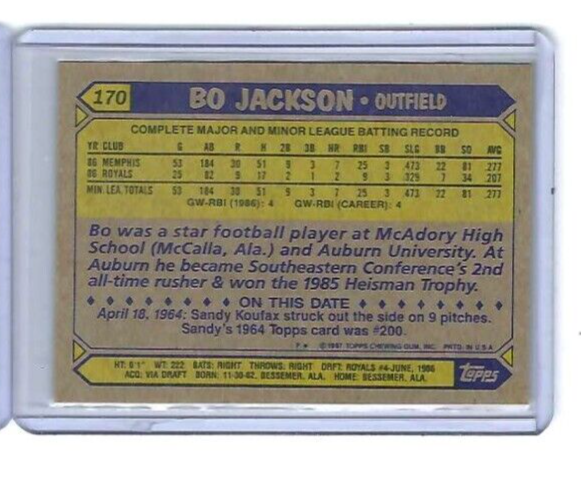 170
BO JACKSON • OUTFIELD
COMPLETE MAJOR AND MINOR LEAGUE BATTING RECORD
YR CLUB G AB R H 2B 3B HR RBI SB SLG BB SO AVG
86 MEMPHIS 53 184 30 51 9 3 7 25 3 .473 22 81 .277
86 ROYALS 25 82 9 17 2 1 2 9 3 .329 7 34 .207
MIN. LEA. TOTALS 53 184 30 51 9 3 7 25 3 .473 22 81 .277
GW-RBI (1986): 4 GW-RBI (CAREER): 4
Bo was a star football player at McAdory High
School (McCalla, Ala.) and Auburn University. At
Auburn he became Southeastern Conference's 2nd
all-time rusher & won the 1985 Heisman Trophy.
ON THIS DATE
April 18, 1964: Sandy Koufax struck out the side on 9 pitches.
Sandy's 1964 Topps card was #200.
© 1987 TOPPS CHEWING GUM, INC. PRTD. IN U.S.A.
HT: 6'1" WT: 222 BATS: RIGHT THROWS: RIGHT DRFT: ROYALS #4-JUNE, 1986
ACQ: VIA DRAFT BORN: 11-30-62, BESSEMER, ALA. HOME: BESSEMER, ALA.
Topps